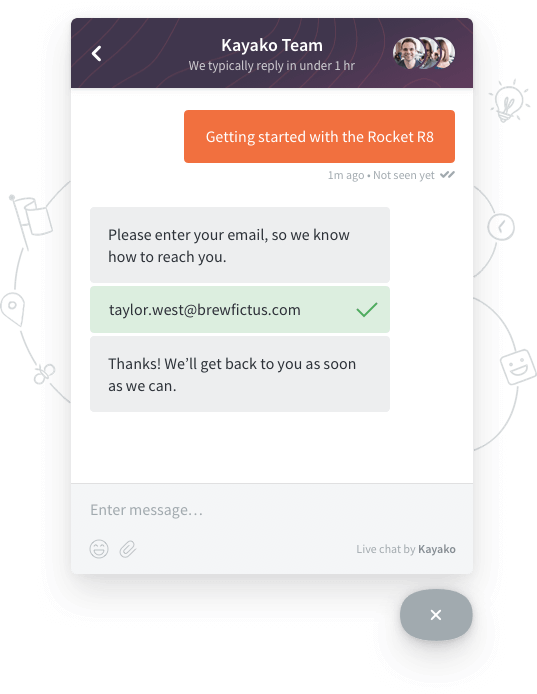 Kayako Team
We typically reply in under 1 hr
Getting started with the Rocket R8
1m ago • Not seen yet
Please enter your email, so we know
how to reach you.
taylor.west@brewfictus.com
Thanks! We’ll get back to you as soon
as we can.
Enter message…
Live chat by Kayako